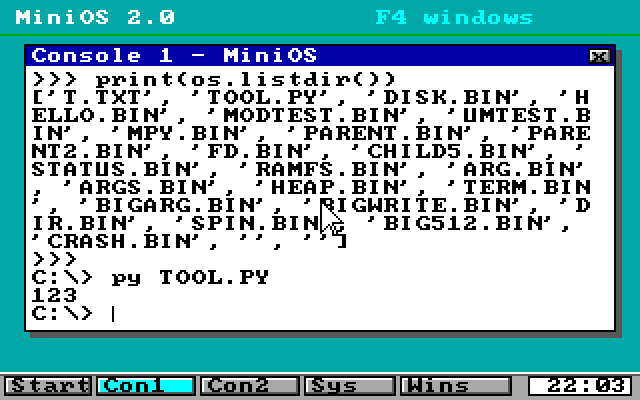 MiniOS 2.0 F4 windows
Console 1 - MiniOS
>>> print(os.listdir())
['T.TXT', 'TOOL.PY', 'DISK.BIN', 'H
ELLO.BIN', 'MODTEST.BIN', 'UMTEST.B
IN', 'MPY.BIN', 'PARENT.BIN', 'PARE
NT2.BIN', 'FD.BIN', 'CHILD5.BIN', '
STATUS.BIN', 'RAMFS.BIN', 'ARG.BIN'
, 'ARGS.BIN', 'HEAP.BIN', 'TERM.BIN
', 'BIGARG.BIN', 'BIGWRITE.BIN', 'D
IR.BIN', 'SPIN.BIN', 'BIG512.BIN',
'CRASH.BIN', '', '']
>>>
C:\> py TOOL.PY
123
C:\>
Start Con1 Con2 Sys Wins 22:03